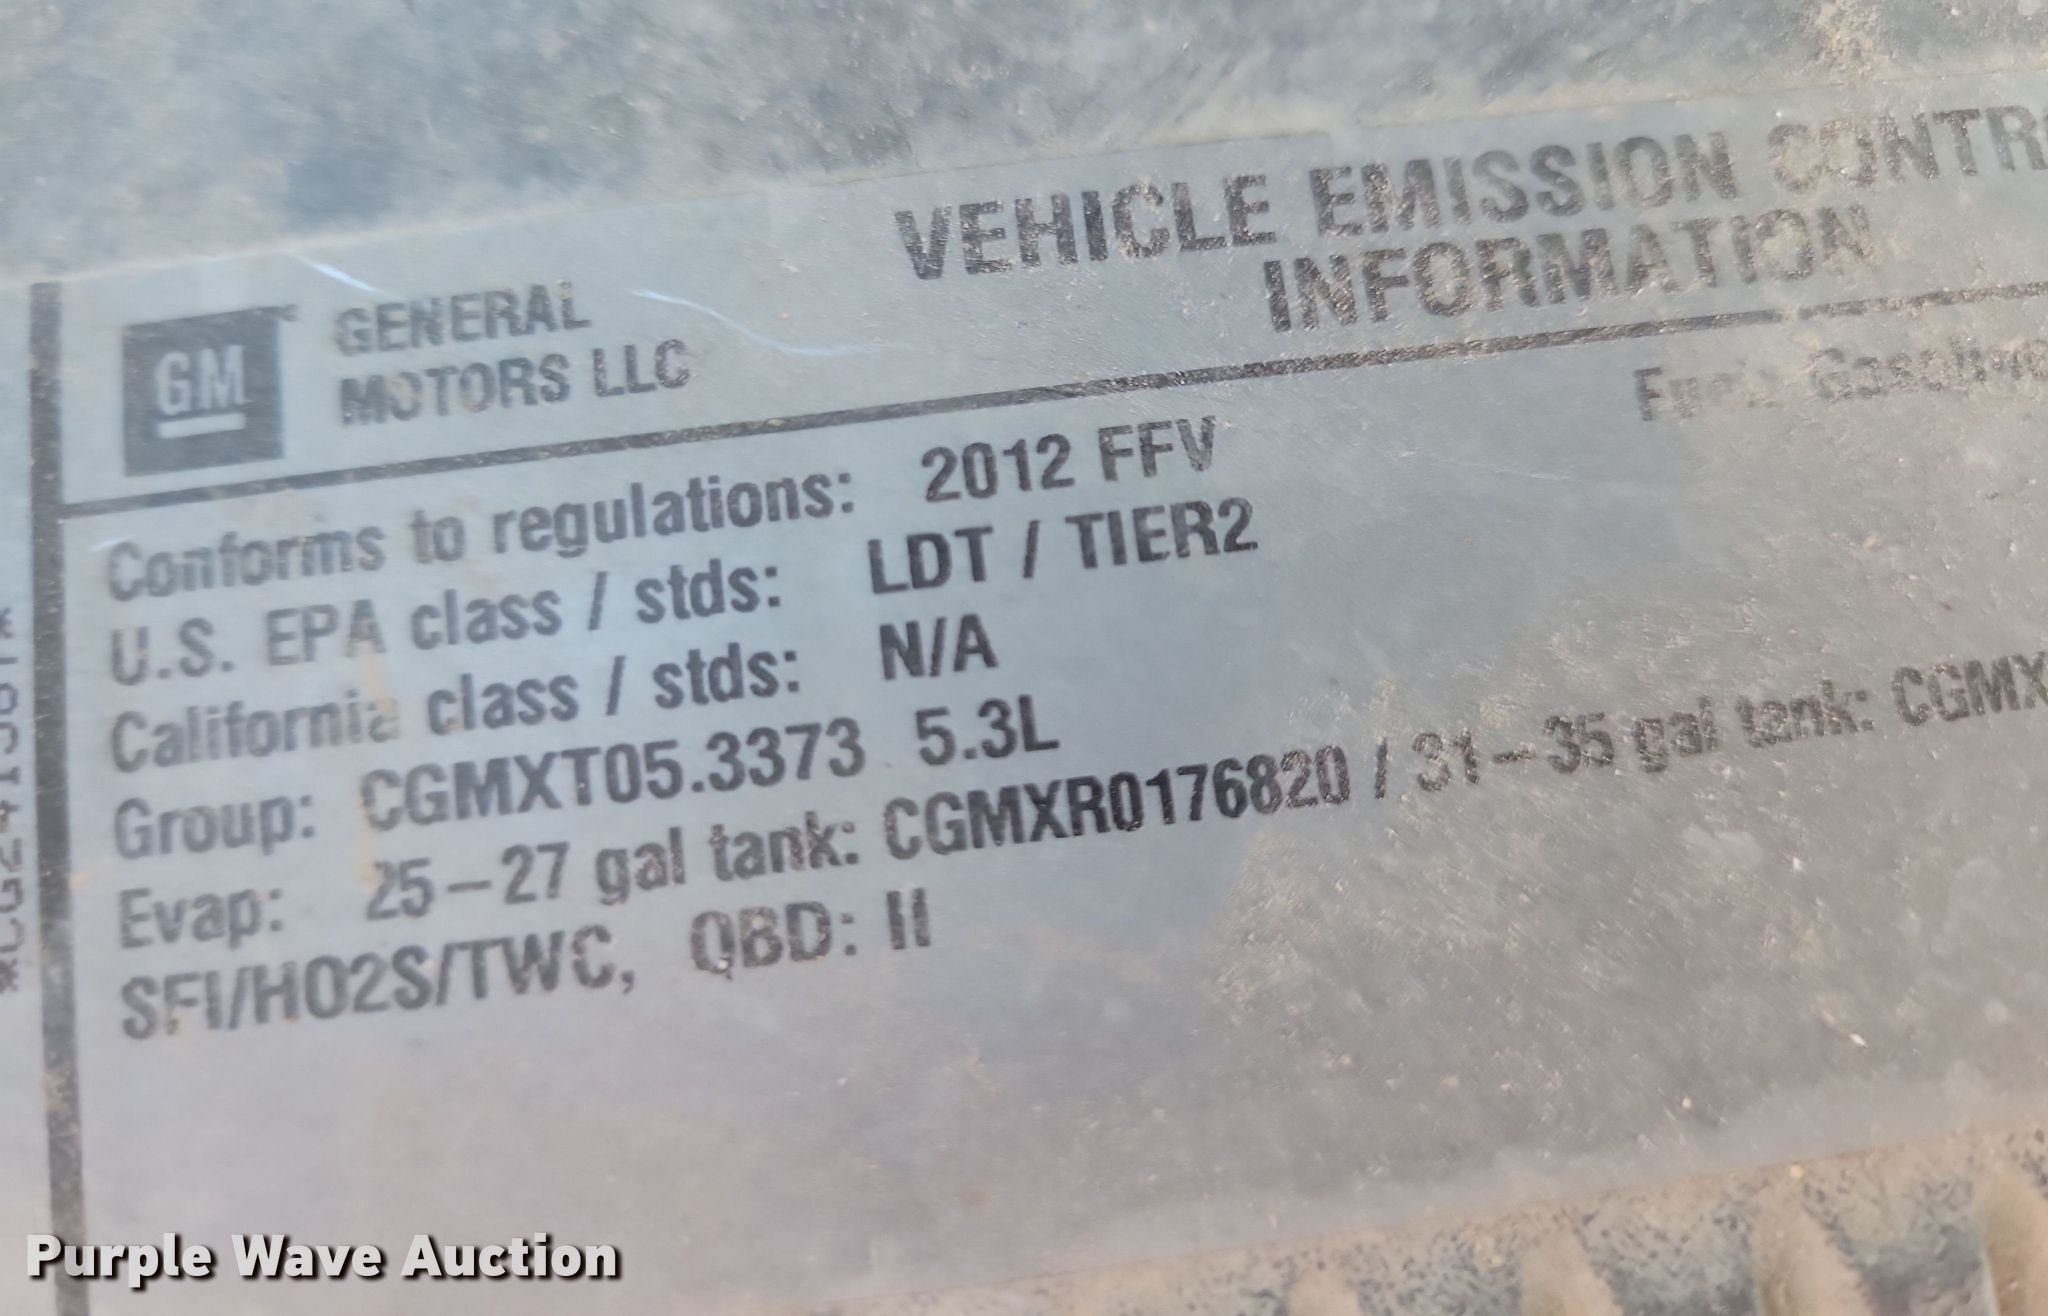 GM
GENERAL
MOTORS LLC
VEHICLE EMISSION CONTR
INFORMATION
Conforms to regulations: 2012 FFV
Gasoline
U.S. EPA class / stds: LDT / TIER2
California class / stds: N/A
Group: CGMXT05.3373 5.3L
Evap: 25-27 gal tank: CGMXR0176820 / 31-35 gal tank: CGMX
SFI/HO2S/TWC, OBD: II
Purple Wave Auction